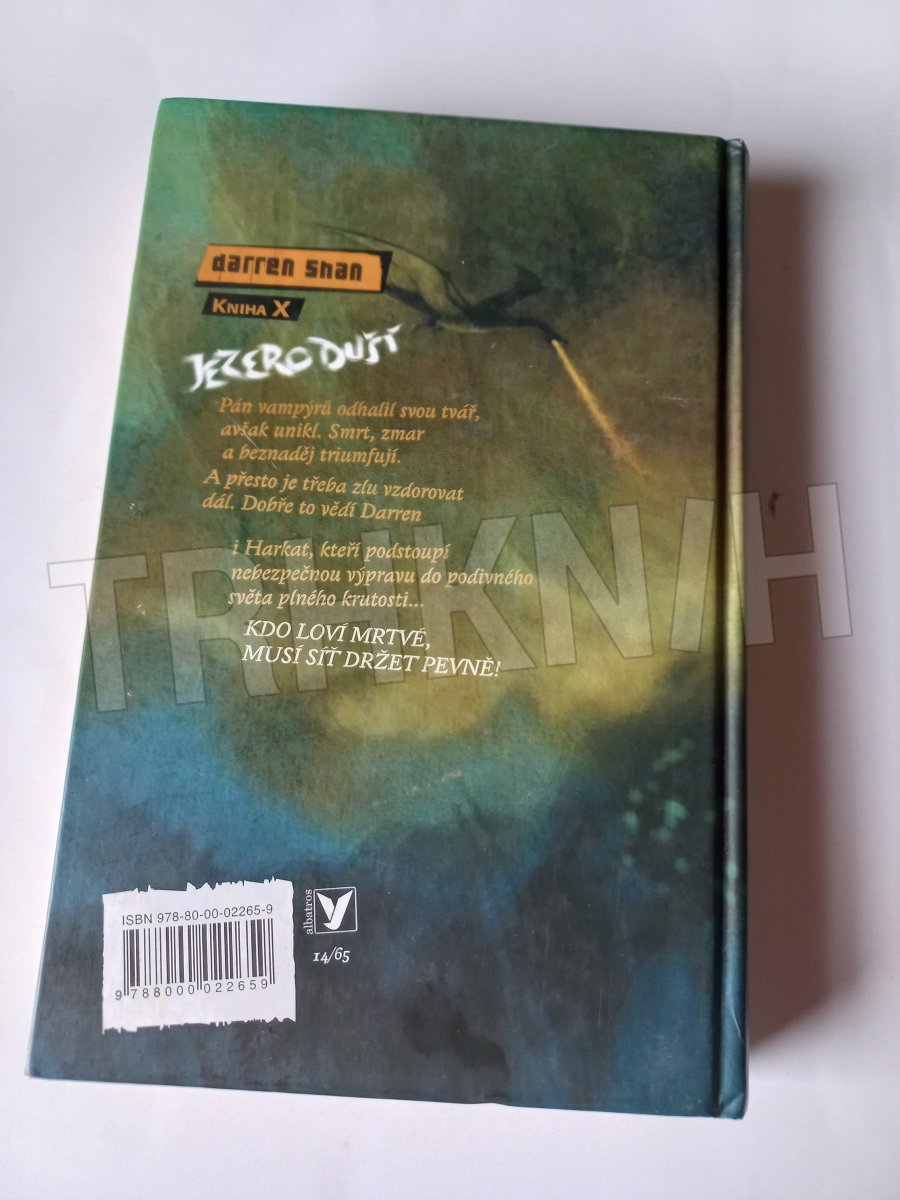 darren shan
KNIHA X
JEZERO DUŠÍ
Pán vampýrů odhalil svou tvář,
avšak unikl. Smrt, zmar
a beznaděj triumfují.
A přesto je třeba zlu vzdorovat
dál. Dobře to vědí Darren
i Harkat, kteří podstoupí
nebezpečnou výpravu do podivného
světa plného krutosti...
KDO LOVÍ MRTVÉ,
MUSÍ SÍŤ DRŽET PEVNĚ!
TRHKNIH
ISBN 978-80-00-02265-9
9 788000 022659
albatros
14/65